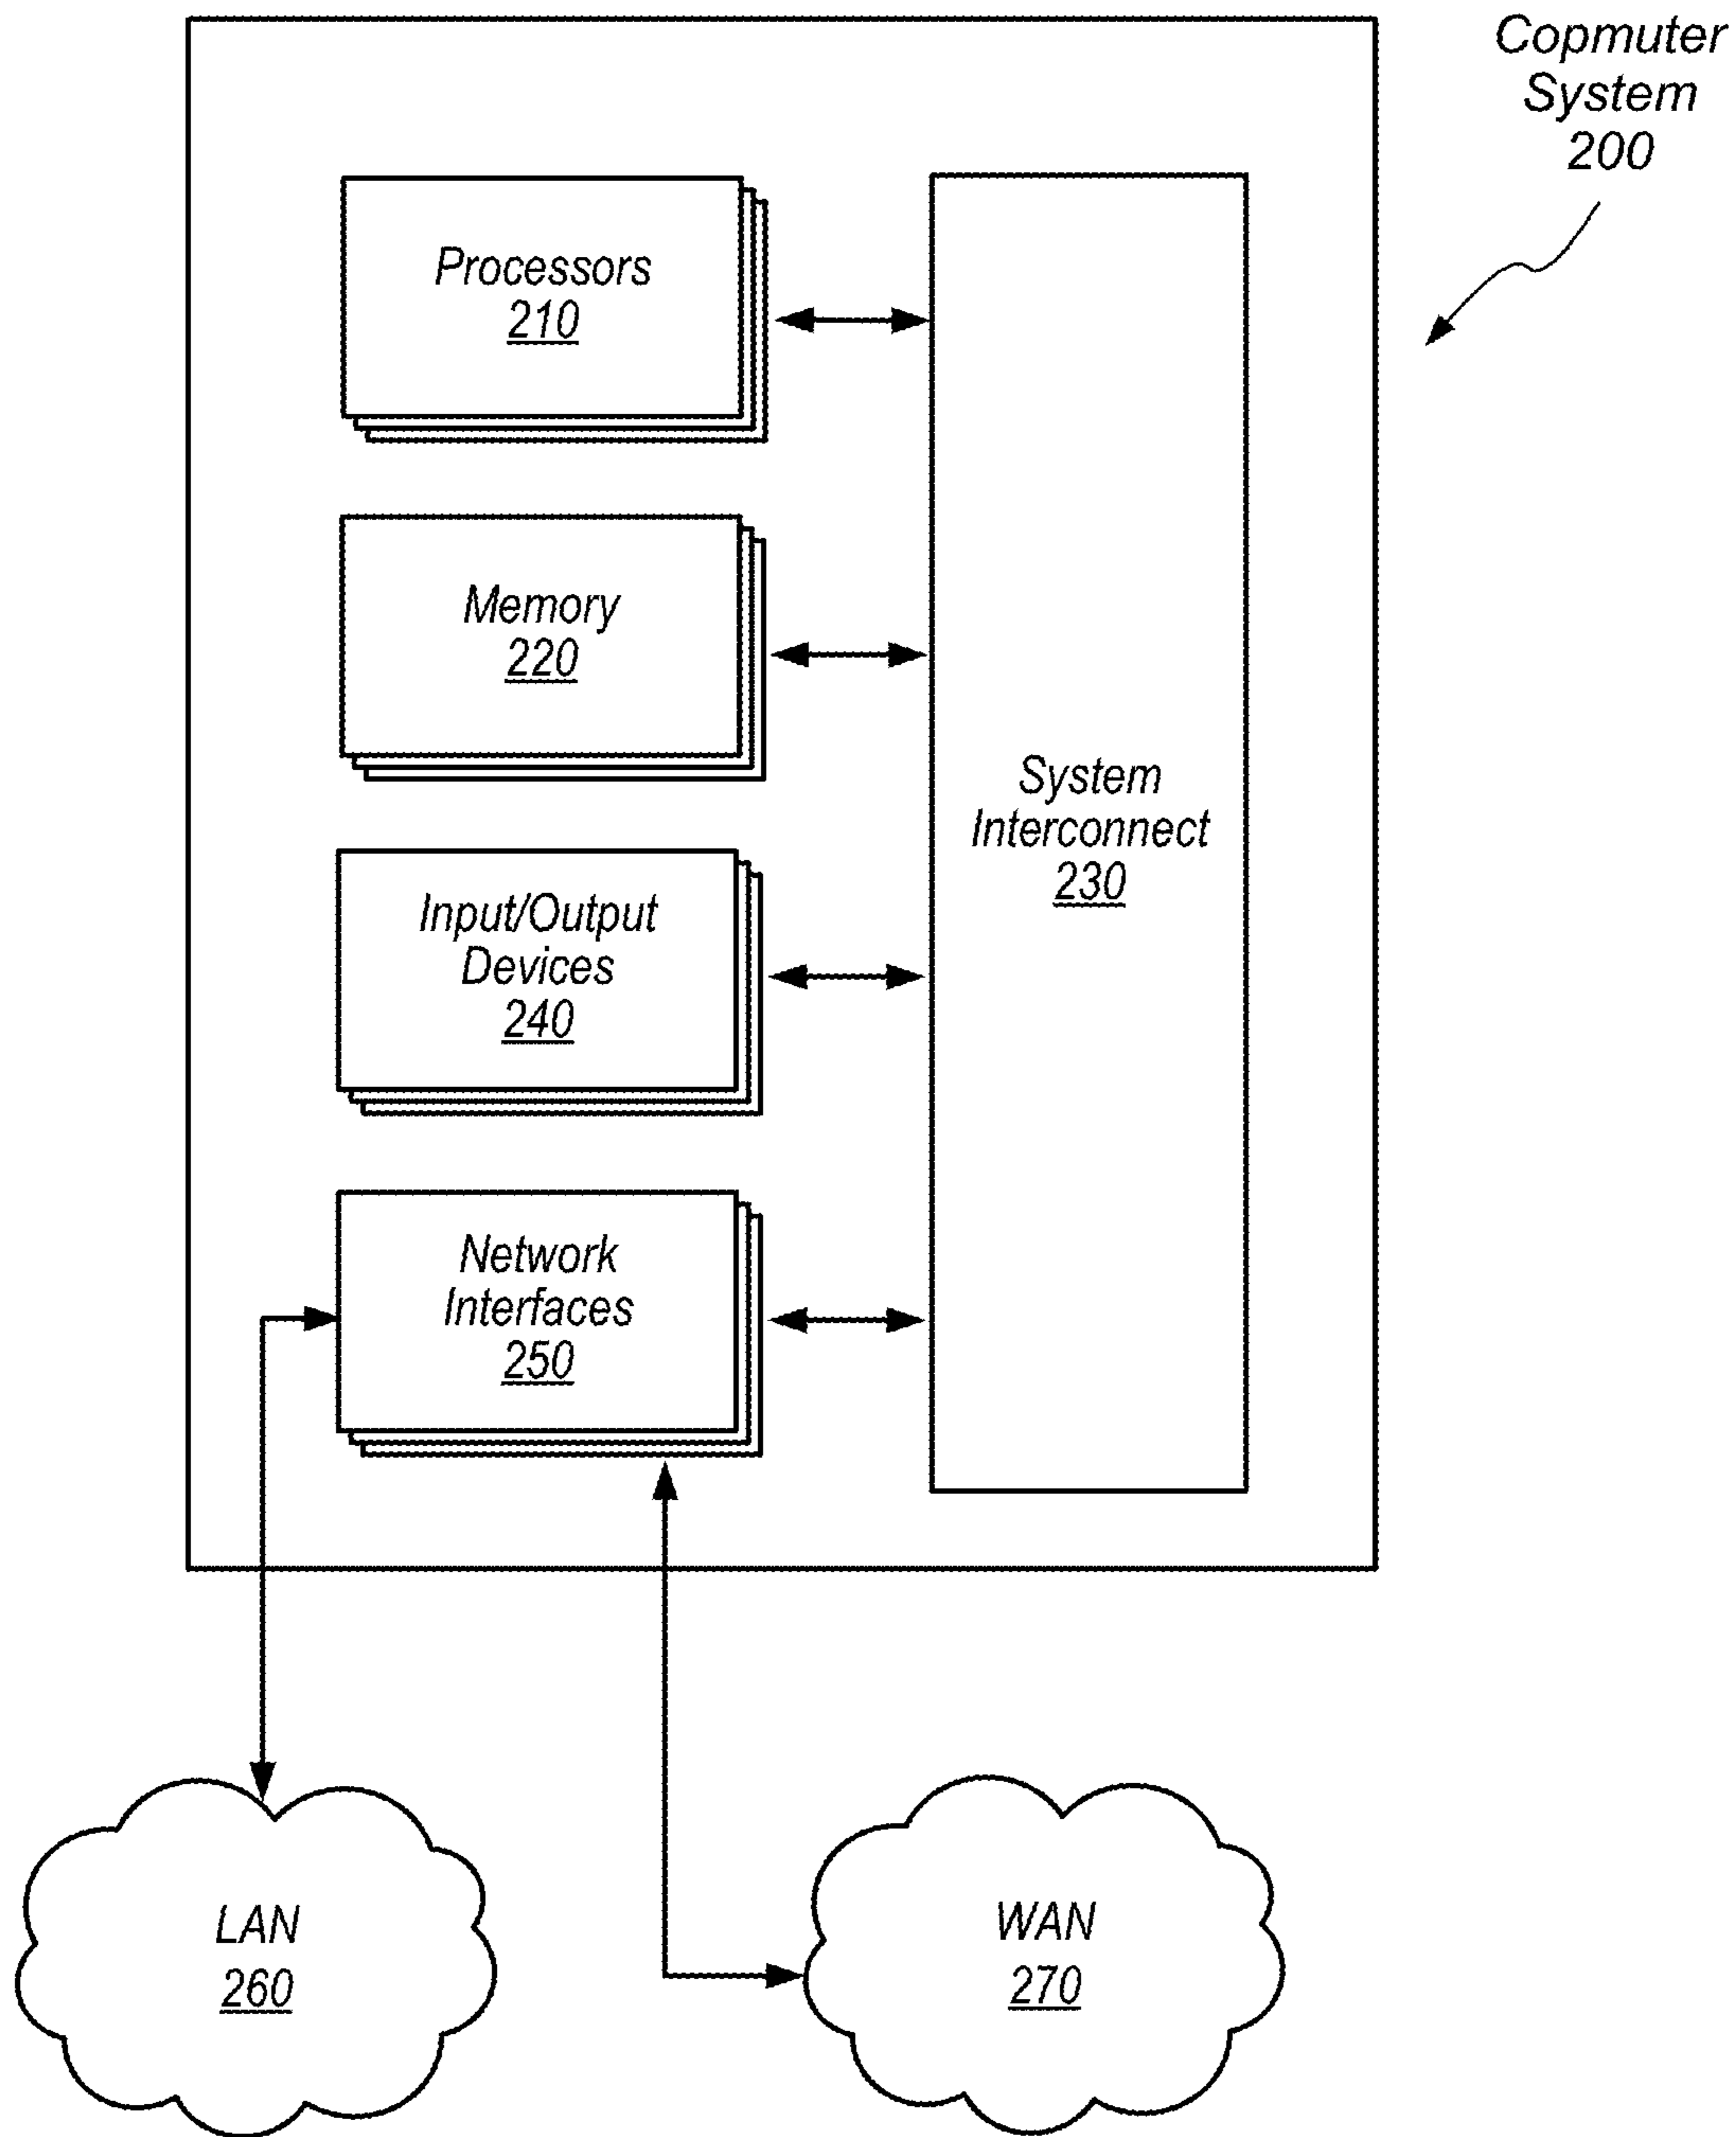 Copmuter
System
200
Processors
210
Memory
220
System
Interconnect
230
Input/Output
Devices
240
Network
Interfaces
250
LAN
260
WAN
270